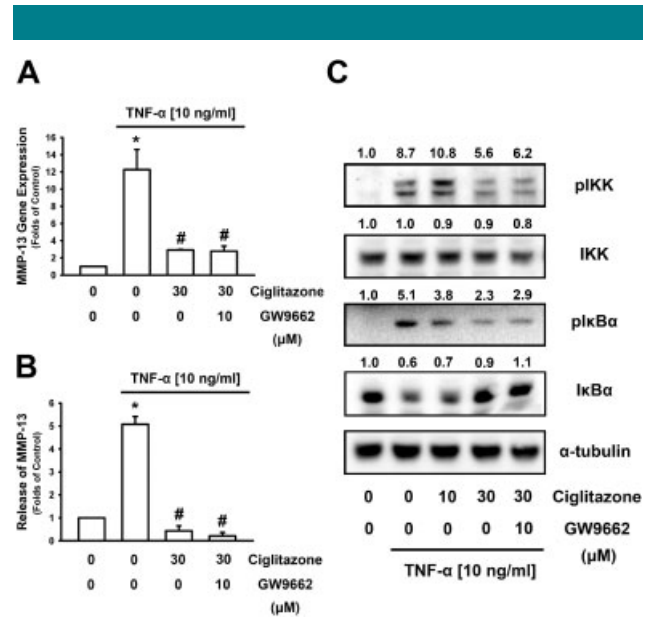 A
TNF-α [10 ng/ml]
MMP-13 Gene Expression
(Folds of Control)
16
14
12
10
8
6
4
2
0
*
#
#
0 0 30 30 Ciglitazone
0 0 0 10 GW9662
(μM)
B
TNF-α [10 ng/ml]
Release of MMP-13
(Folds of Control)
6
5
4
3
2
1
0
*
#
#
0 0 30 30 Ciglitazone
0 0 0 10 GW9662
(μM)
C
1.0 8.7 10.8 5.6 6.2
pIKK
1.0 1.0 0.9 0.9 0.8
IKK
1.0 5.1 3.8 2.3 2.9
pIκBα
1.0 0.6 0.7 0.9 1.1
IκBα
α-tubulin
0 0 10 30 30 Ciglitazone
0 0 0 0 10 GW9662
(μM)
TNF-α [10 ng/ml]